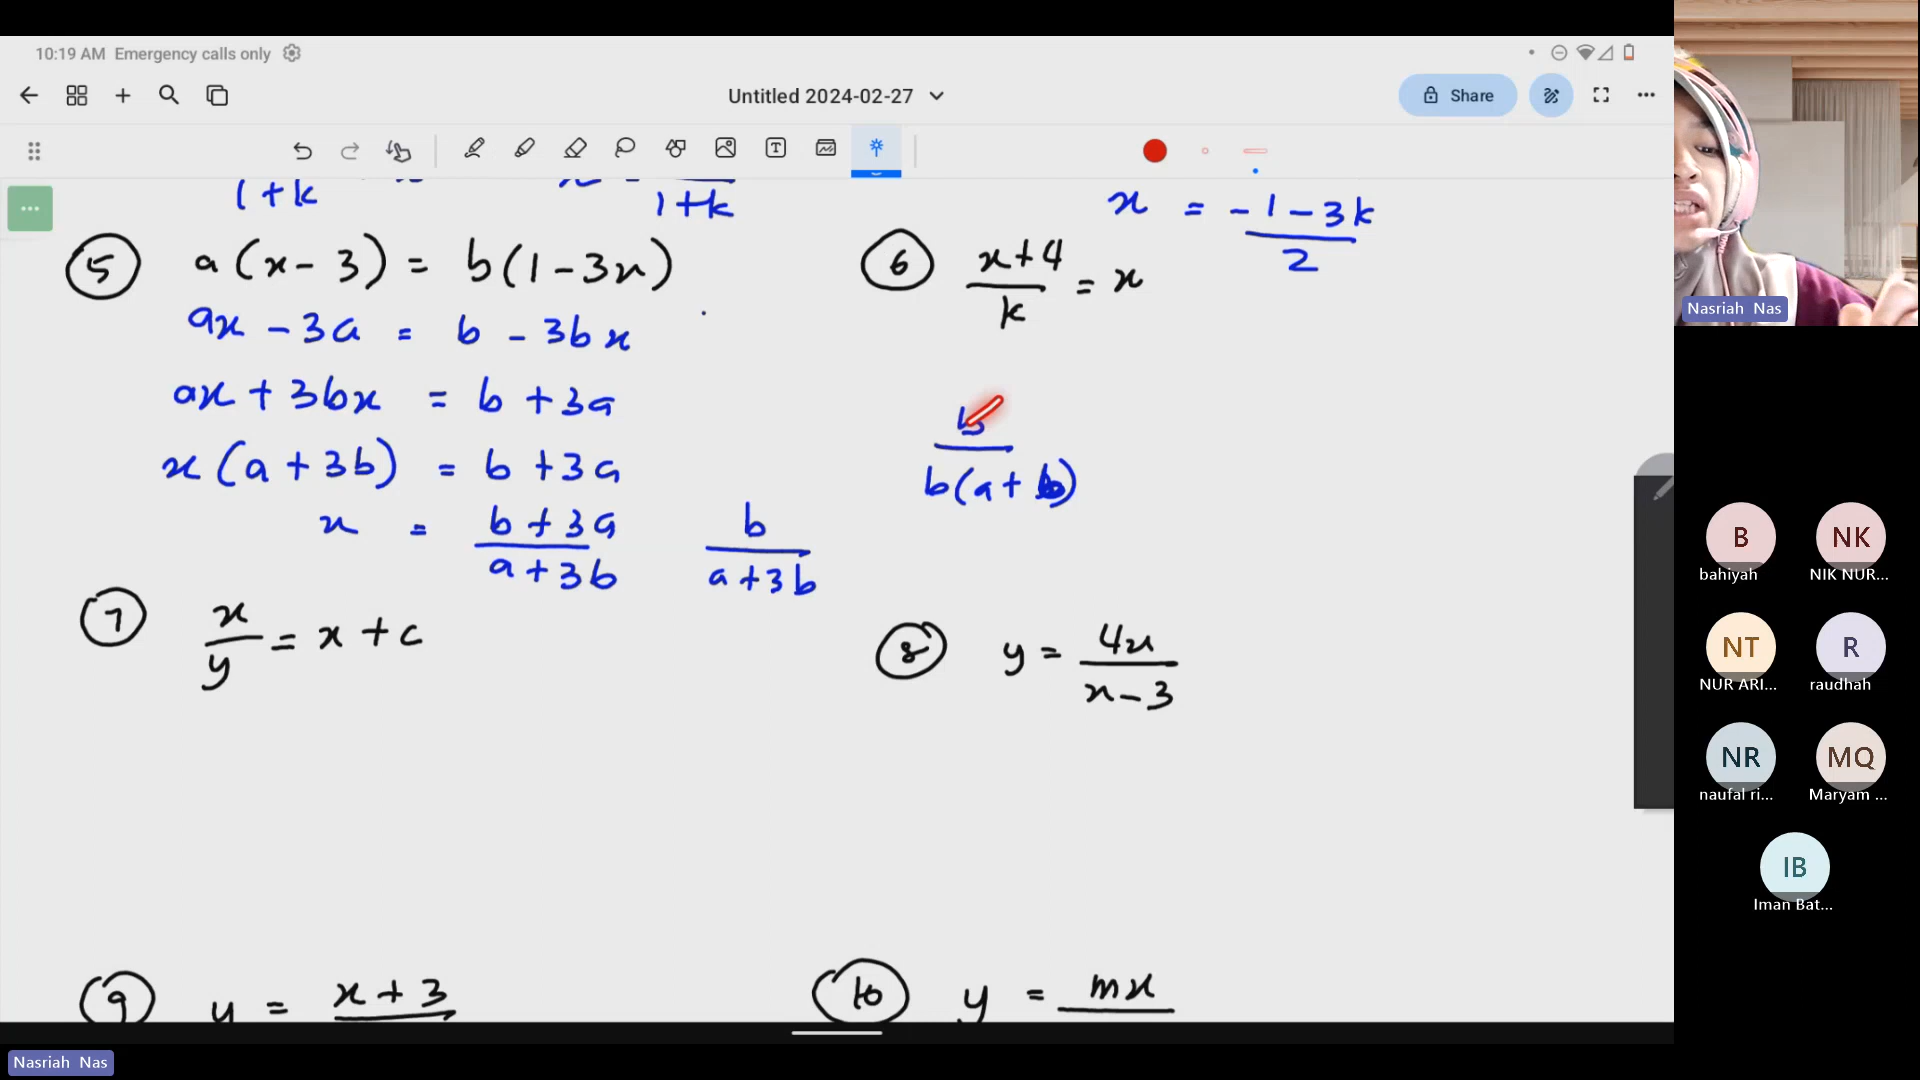 10:19 AM Emergency calls only
Untitled 2024-02-27
Share
1+k
1+k
x = -1-3k
2
5 a(x-3) = b(1-3x)
6 x+4
k = x
ax - 3a = b - 3bx
ax + 3bx = b + 3a
x(a+3b) = b + 3a
b
b(a+b)
x = b+3a
a+3b
b
a+3b
7 x
y = x + c
8 y = 4x
x-3
9 y = x + 3
10 y = mx
Nasriah Nas
B
bahiyah
NK
NIK NUR...
NT
NUR ARI...
R
raudhah
NR
naufal ri...
MQ
Maryam ...
IB
Iman Bat...
Nasriah Nas